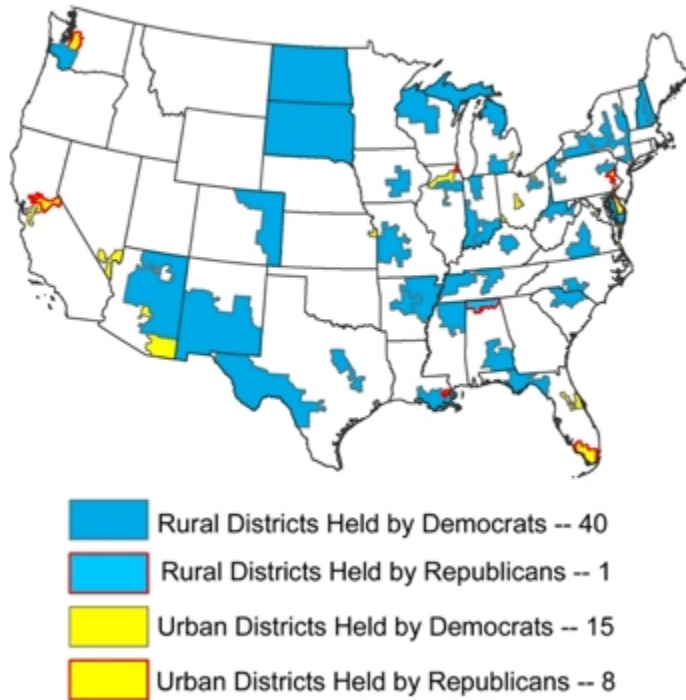 Rural Districts Held by Democrats -- 40
Rural Districts Held by Republicans -- 1
Urban Districts Held by Democrats -- 15
Urban Districts Held by Republicans -- 8